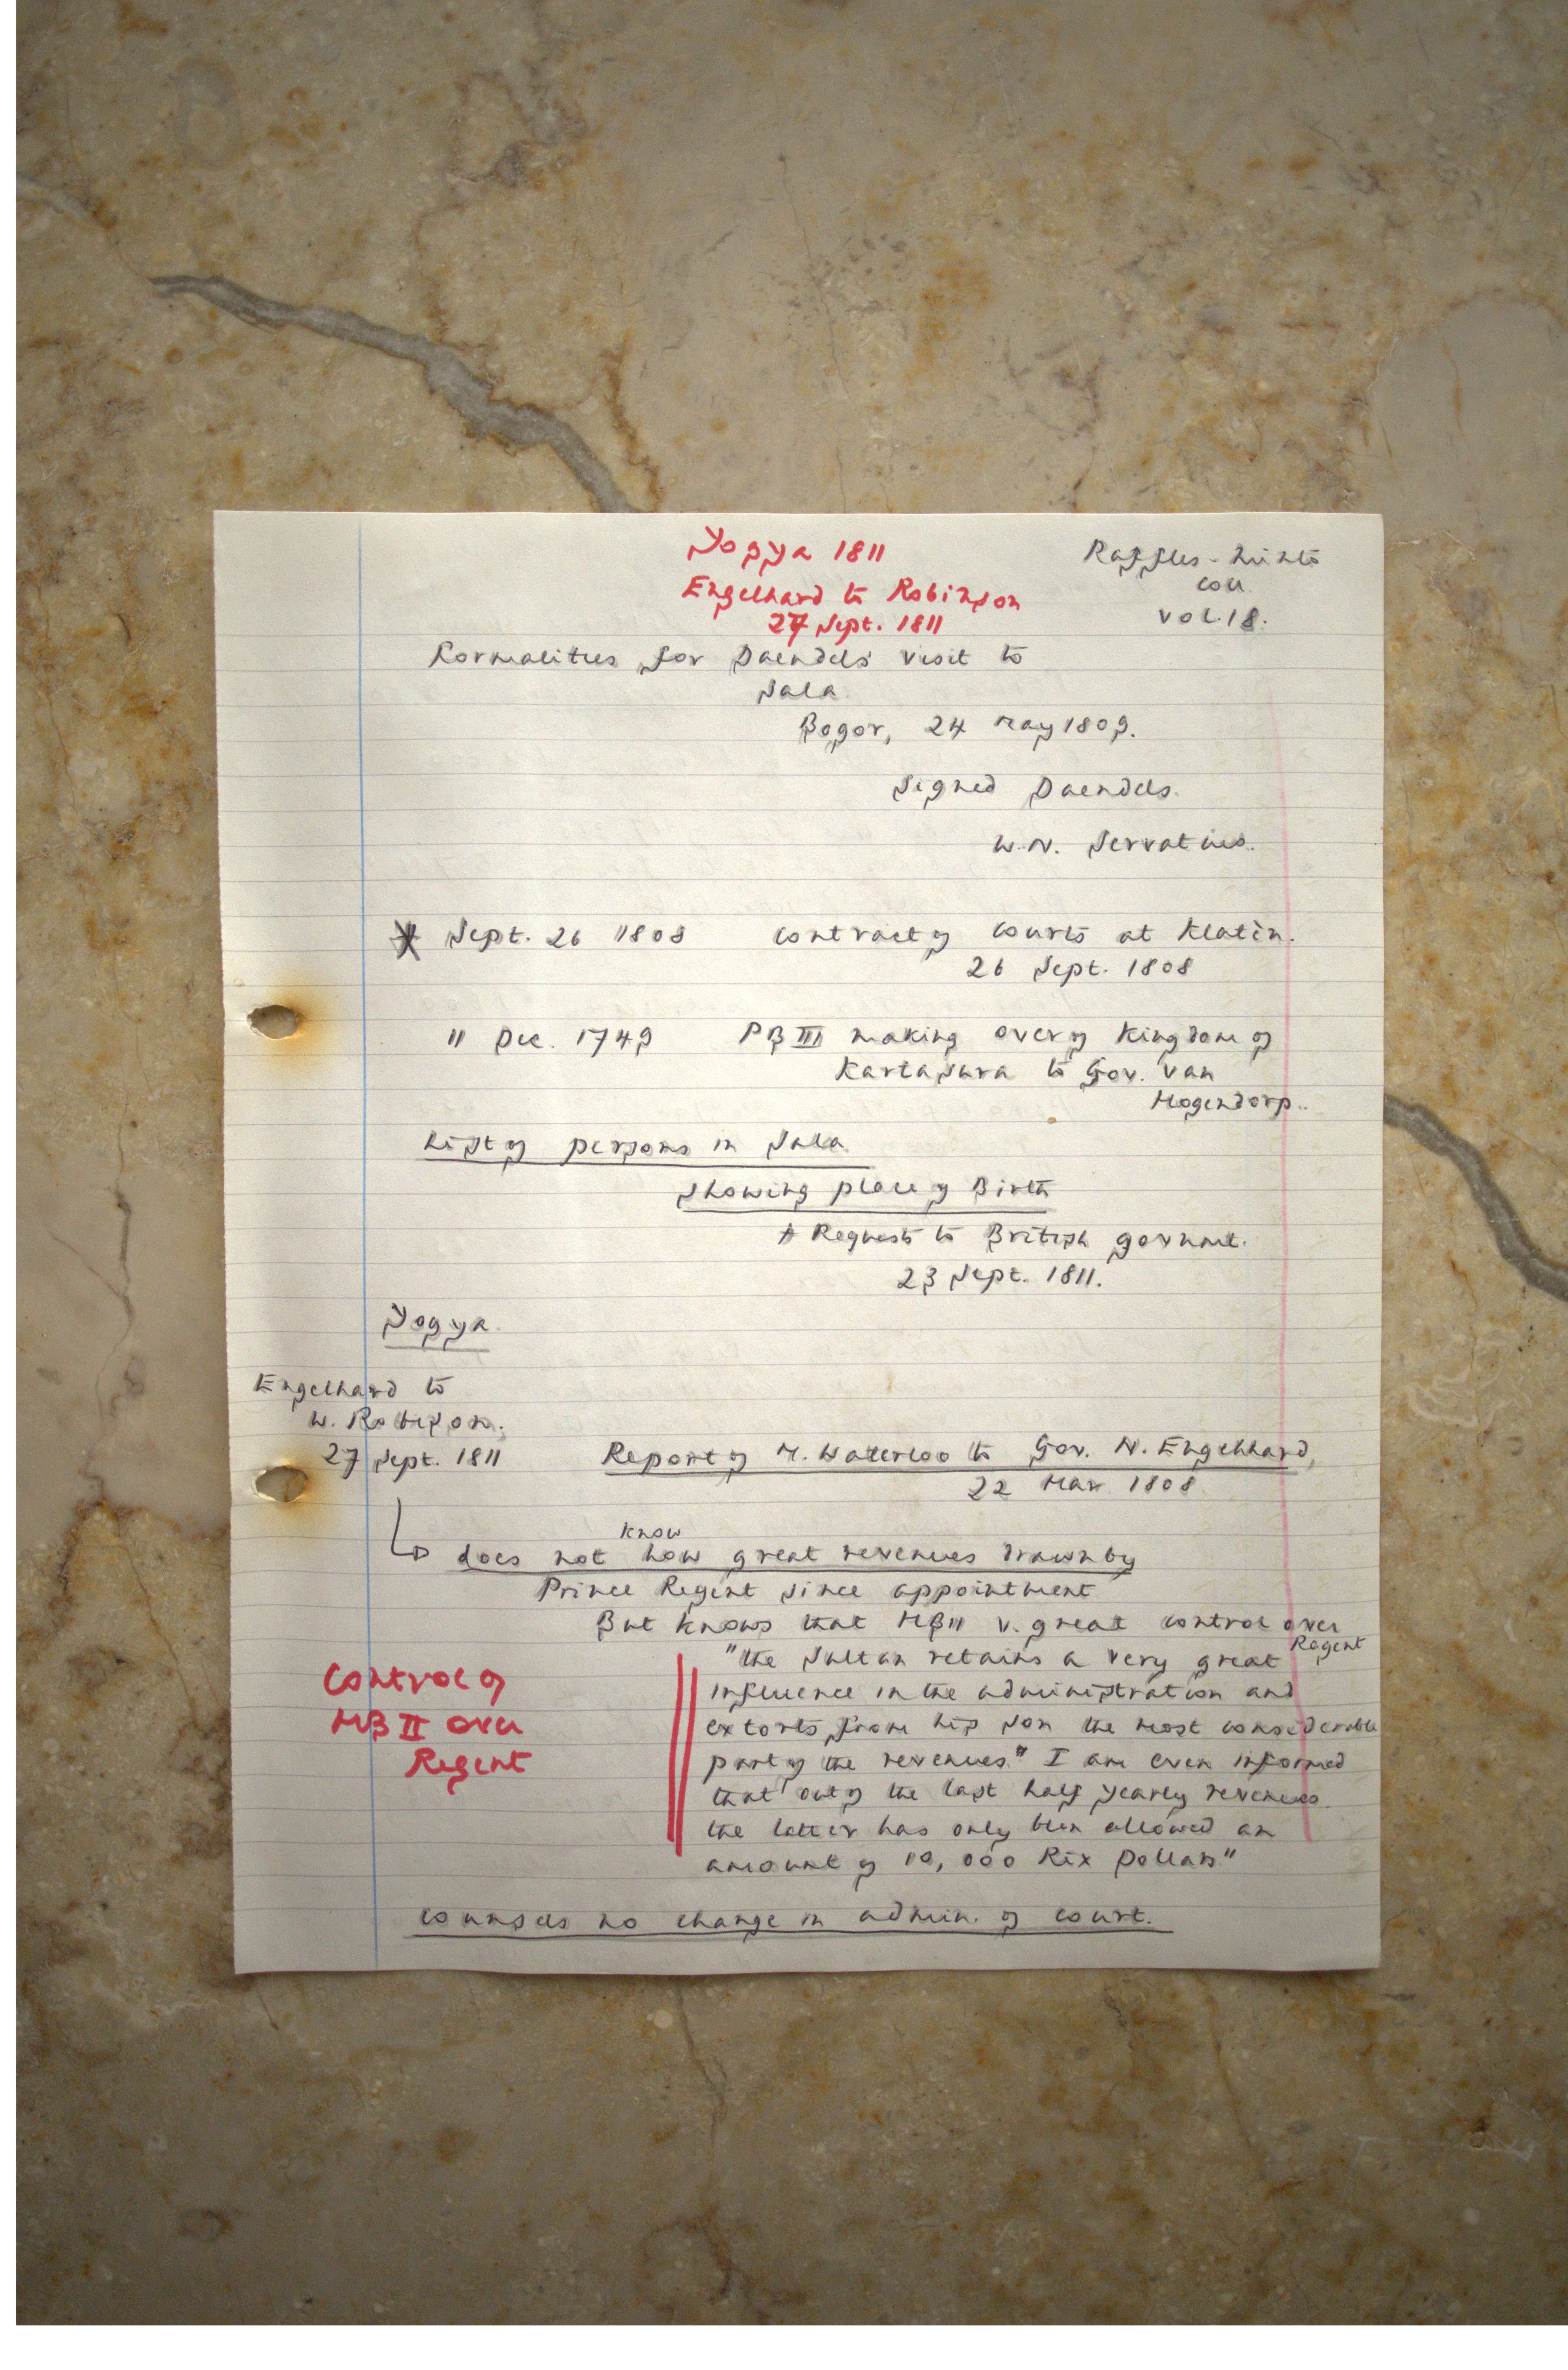 Yogya 1811
Raffles-Minto
coll
vol. 18.
Engelhard to Robinson
27 Sept. 1811
Formalities for Daendels' visit to
Sala
Bogor, 24 May 1809.
Signed Daendels.
W.N. Servatius.
* Sept. 26 1808 contract of courts at Klatin.
26 Sept. 1808
11 Dec. 1749 PB III making over of Kingdom of
Kartasura to Gov. van
Hogendorp.
List of persons in Sala
showing place of Birth
+ Requests to British govnmt.
23 Sept. 1811.
Yogya
Engelhard to
W. Robinson.
27 Sept. 1811
Report of M. Waterloo to Gov. N. Engelhard,
22 Mar 1808
know
does not how great revenues drawn by
Prince Regent since appointment
But knows that HBII v. great control over
Regent
"the Sultan retains a very great
influence in the administration and
extorts from his son the most considerable
part of the revenues" I am even informed
that out of the last half yearly revenues
the latter has only been allowed an
amount of 10,000 Rix Dollars"
Control of
HB II over
Regent
counsels no change in admin. of court.